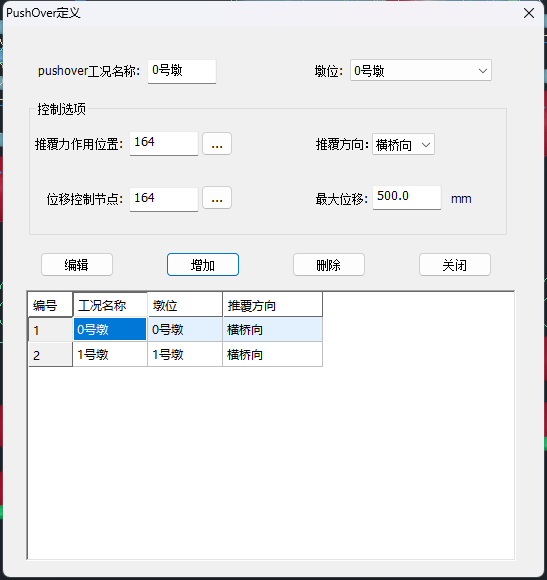 PushOver定义
pushover工况名称: 0号墩 墩位: 0号墩
控制选项
推覆力作用位置: 164 ... 推覆方向: 横桥向
位移控制节点: 164 ... 最大位移: 500.0 mm
编辑 增加 删除 关闭
编号 工况名称 墩位 推覆方向
1 0号墩 0号墩 横桥向
2 1号墩 1号墩 横桥向